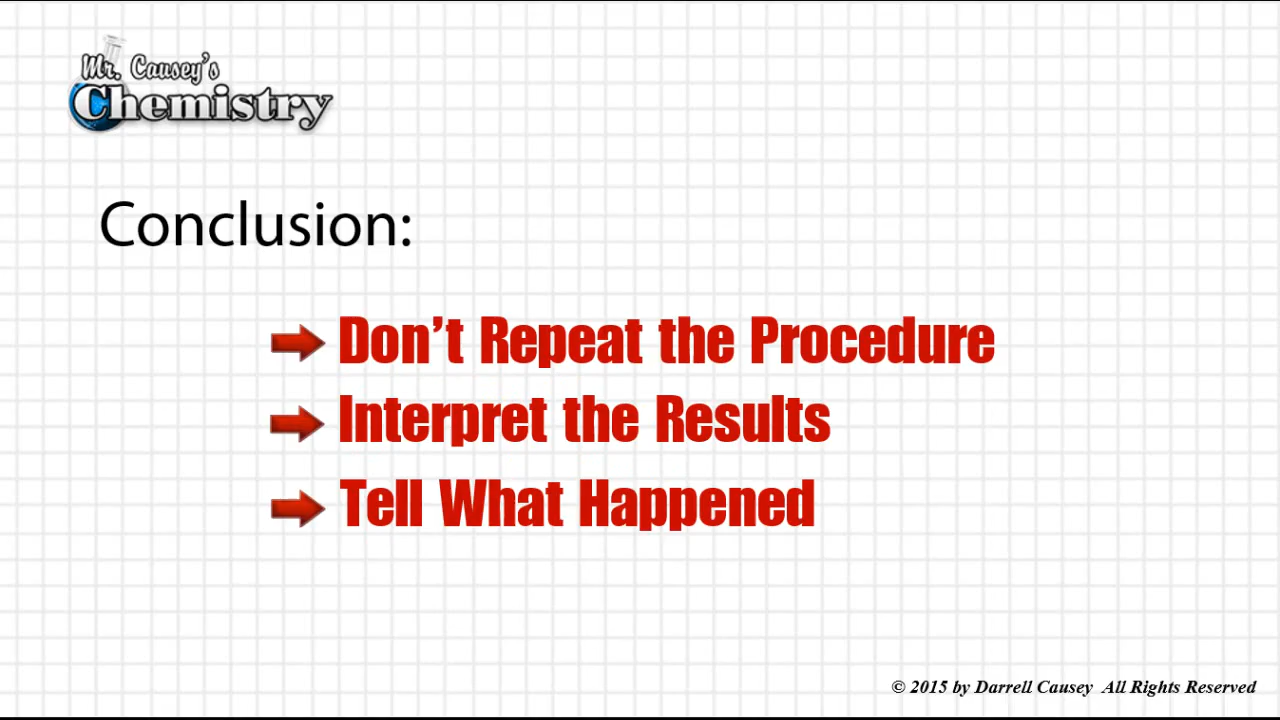 Mr. Causey's
Chemistry
Conclusion:
Don't Repeat the Procedure
Interpret the Results
Tell What Happened
© 2015 by Darrell Causey All Rights Reserved